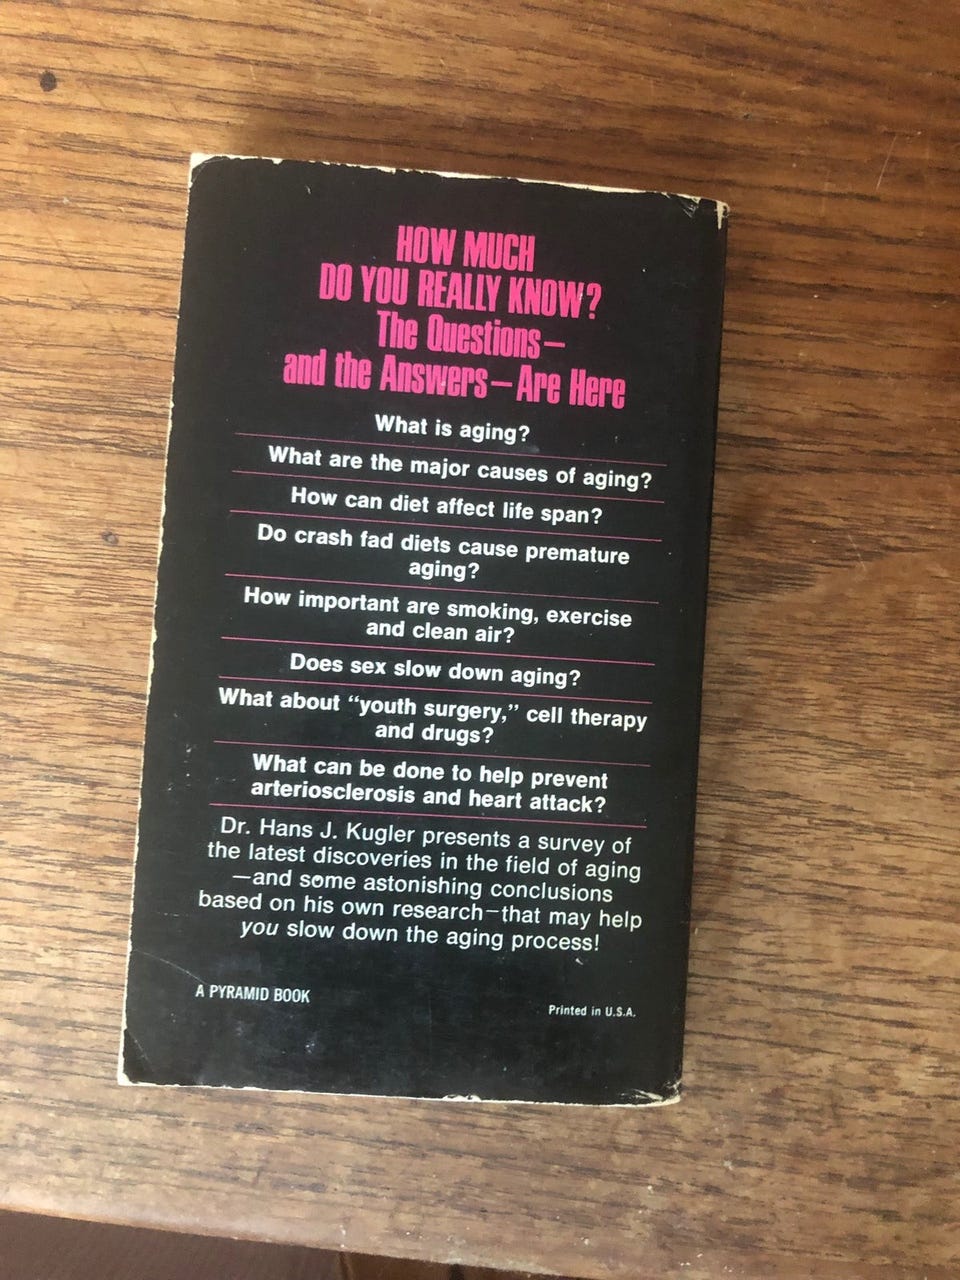 HOW MUCH
DO YOU REALLY KNOW?
The Questions—
and the Answers—Are Here
What is aging?
What are the major causes of aging?
How can diet affect life span?
Do crash fad diets cause premature
aging?
How important are smoking, exercise
and clean air?
Does sex slow down aging?
What about “youth surgery,” cell therapy
and drugs?
What can be done to help prevent
arteriosclerosis and heart attack?
Dr. Hans J. Kugler presents a survey of
the latest discoveries in the field of aging
—and some astonishing conclusions
based on his own research—that may help
you slow down the aging process!
A PYRAMID BOOK
Printed in U.S.A.